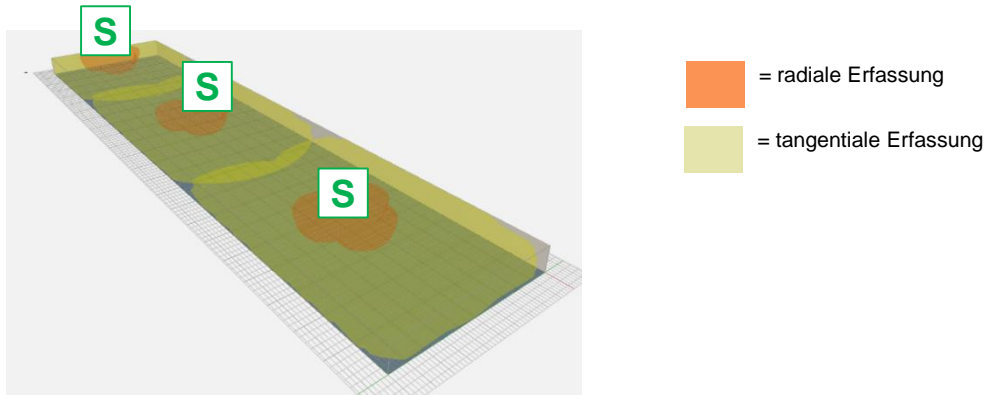 S
S
S
= radiale Erfassung
= tangentiale Erfassung